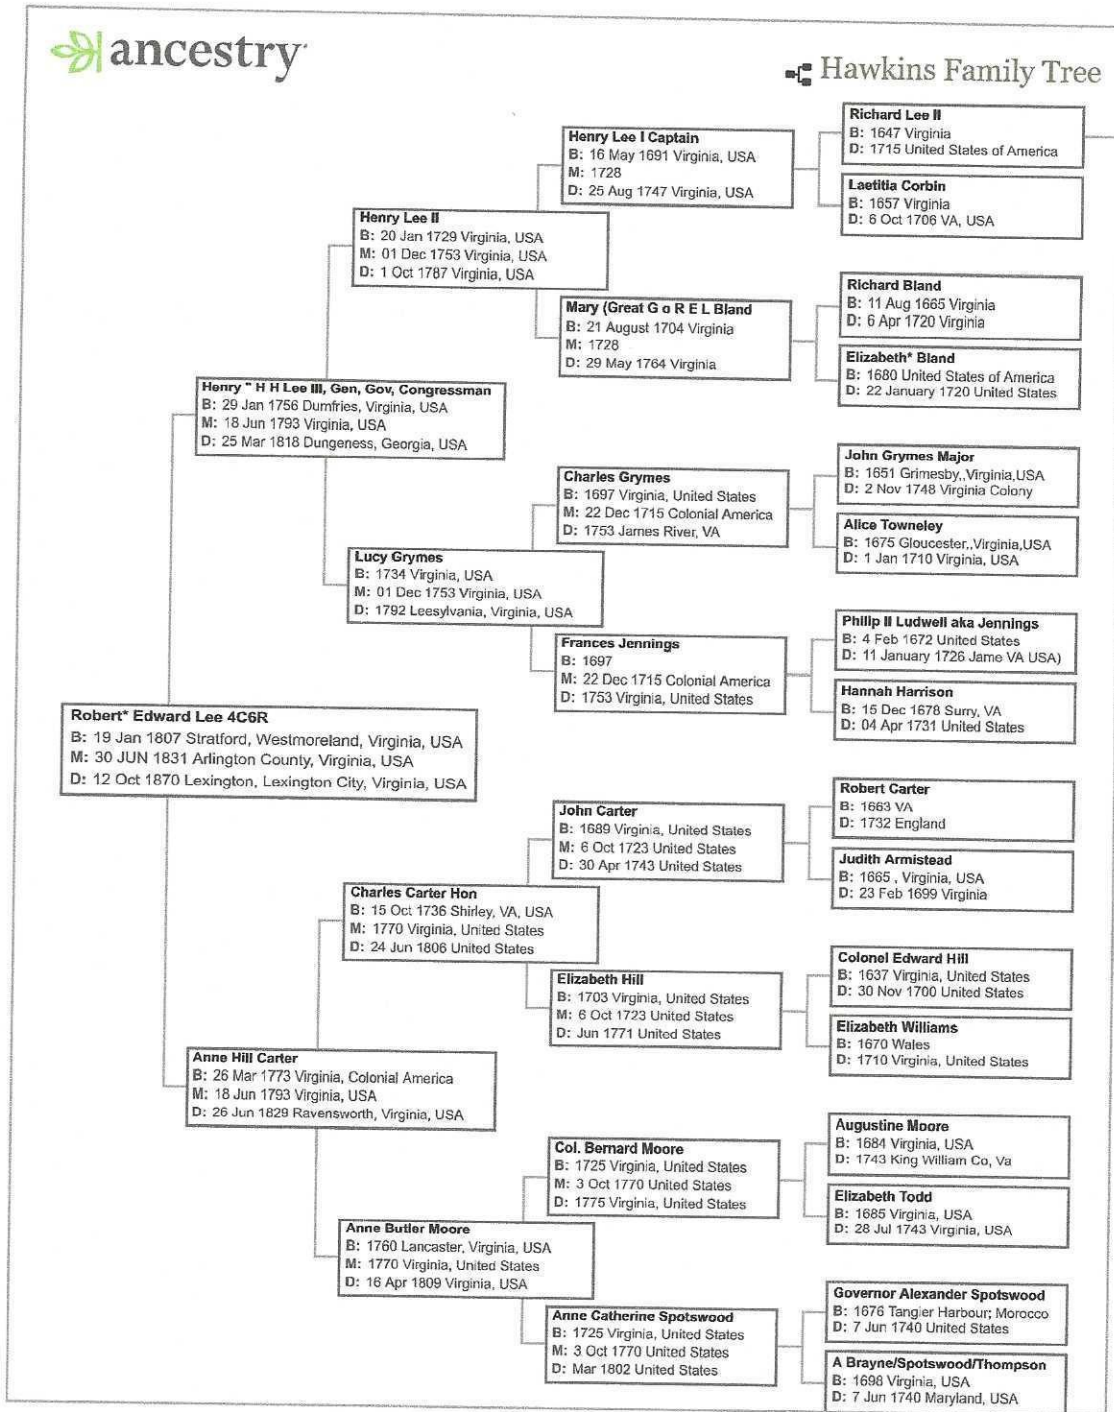 ancestry
Hawkins Family Tree
Richard Lee II
B: 1647 Virginia
D: 1715 United States of America
Henry Lee I Captain
B: 16 May 1691 Virginia, USA
M: 1728
D: 25 Aug 1747 Virginia, USA
Laetitia Corbin
B: 1657 Virginia
D: 6 Oct 1706 VA, USA
Henry Lee II
B: 20 Jan 1729 Virginia, USA
M: 01 Dec 1753 Virginia, USA
D: 1 Oct 1787 Virginia, USA
Richard Bland
B: 11 Aug 1665 Virginia
D: 6 Apr 1720 Virginia
Mary (Great G o R E L Bland
B: 21 August 1704 Virginia
M: 1728
D: 29 May 1764 Virginia
Elizabeth* Bland
B: 1680 United States of America
D: 22 January 1720 United States
Henry " H H Lee III, Gen, Gov, Congressman
B: 29 Jan 1756 Dumfries, Virginia, USA
M: 18 Jun 1793 Virginia, USA
D: 25 Mar 1818 Dungeness, Georgia, USA
John Grymes Major
B: 1651 Grimesby,,Virginia,USA
D: 2 Nov 1748 Virginia Colony
Charles Grymes
B: 1697 Virginia, United States
M: 22 Dec 1715 Colonial America
D: 1753 James River, VA
Alice Towneley
B: 1675 Gloucester,,Virginia,USA
D: 1 Jan 1710 Virginia, USA
Lucy Grymes
B: 1734 Virginia, USA
M: 01 Dec 1753 Virginia, USA
D: 1792 Leesylvania, Virginia, USA
Philip II Ludwell aka Jennings
B: 4 Feb 1672 United States
D: 11 January 1726 Jame VA USA)
Frances Jennings
B: 1697
M: 22 Dec 1715 Colonial America
D: 1753 Virginia, United States
Hannah Harrison
B: 15 Dec 1678 Surry, VA
D: 04 Apr 1731 United States
Robert* Edward Lee 4C6R
B: 19 Jan 1807 Stratford, Westmoreland, Virginia, USA
M: 30 JUN 1831 Arlington County, Virginia, USA
D: 12 Oct 1870 Lexington, Lexington City, Virginia, USA
Robert Carter
B: 1663 VA
D: 1732 England
John Carter
B: 1689 Virginia, United States
M: 6 Oct 1723 United States
D: 30 Apr 1743 United States
Judith Armistead
B: 1665 , Virginia, USA
D: 23 Feb 1699 Virginia
Charles Carter Hon
B: 15 Oct 1736 Shirley, VA, USA
M: 1770 Virginia, United States
D: 24 Jun 1806 United States
Colonel Edward Hill
B: 1637 Virginia, United States
D: 30 Nov 1700 United States
Elizabeth Hill
B: 1703 Virginia, United States
M: 6 Oct 1723 United States
D: Jun 1771 United States
Elizabeth Williams
B: 1670 Wales
D: 1710 Virginia, United States
Anne Hill Carter
B: 26 Mar 1773 Virginia, Colonial America
M: 18 Jun 1793 Virginia, USA
D: 26 Jun 1829 Ravensworth, Virginia, USA
Augustine Moore
B: 1684 Virginia, USA
D: 1743 King William Co, Va
Col. Bernard Moore
B: 1725 Virginia, United States
M: 3 Oct 1770 United States
D: 1775 Virginia, United States
Elizabeth Todd
B: 1685 Virginia, USA
D: 28 Jul 1743 Virginia, USA
Anne Butler Moore
B: 1760 Lancaster, Virginia, USA
M: 1770 Virginia, United States
D: 16 Apr 1809 Virginia, USA
Governor Alexander Spotswood
B: 1676 Tangier Harbour; Morocco
D: 7 Jun 1740 United States
Anne Catherine Spotswood
B: 1725 Virginia, United States
M: 3 Oct 1770 United States
D: Mar 1802 United States
A Brayne/Spotswood/Thompson
B: 1698 Virginia, USA
D: 7 Jun 1740 Maryland, USA